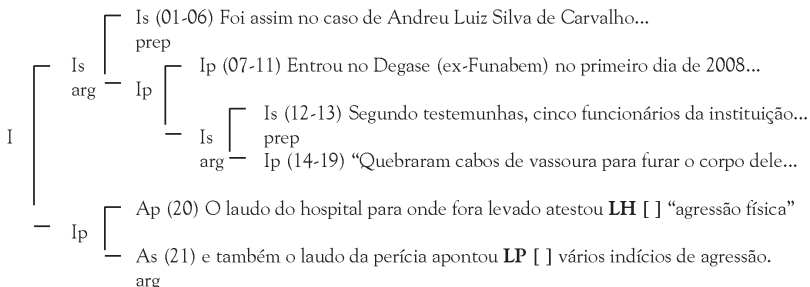 Is (01-06) Foi assim no caso de Andreu Luiz Silva de Carvalho...
prep
Is
arg
Ip
Ip (07-11) Entrou no Degase (ex-Funabem) no primeiro dia de 2008...
Is (12-13) Segundo testemunhas, cinco funcionários da instituição...
Is
prep
arg
Ip (14-19) “Quebraram cabos de vassoura para furar o corpo dele...
I
Ap (20) O laudo do hospital para onde fora levado atestou LH [ ] “agressão física”
Ip
As (21) e também o laudo da perícia apontou LP [ ] vários indícios de agressão.
arg